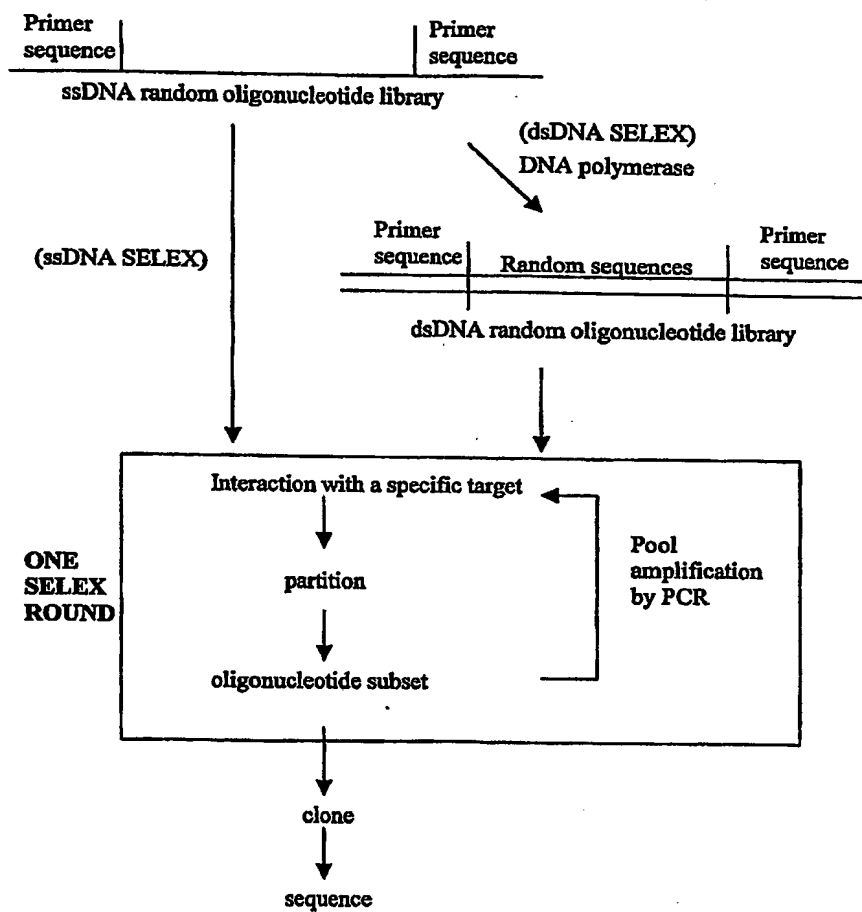 Primer
sequence
Primer
sequence
ssDNA random oligonucleotide library
(dsDNA SELEX)
DNA polymerase
(ssDNA SELEX)
Primer
sequence
Random sequences
Primer
sequence
dsDNA random oligonucleotide library
Interaction with a specific target
ONE
SELEX
ROUND
partition
Pool
amplification
by PCR
oligonucleotide subset
clone
sequence